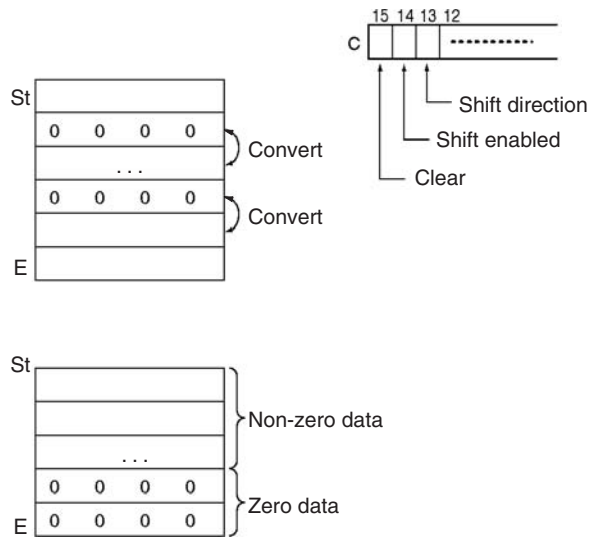 15 14 13 12
C
Shift direction
Shift enabled
Clear
St
0 0 0 0
Convert
...
0 0 0 0
Convert
E
St
Non-zero data
...
0 0 0 0
Zero data
0 0 0 0
E